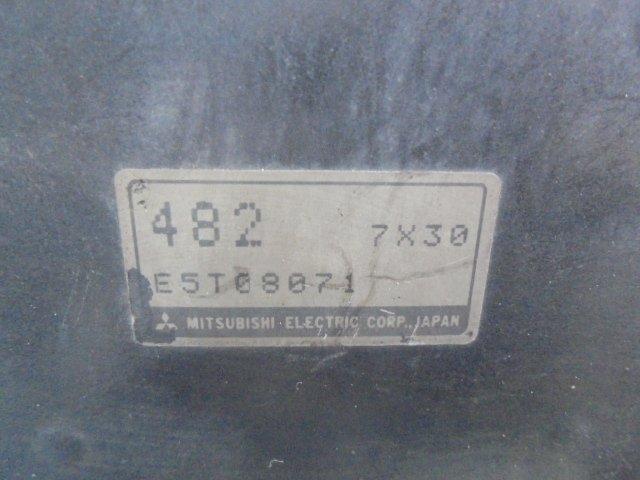 482 7X30
E5T08071
MITSUBISHI ELECTRIC CORP., JAPAN